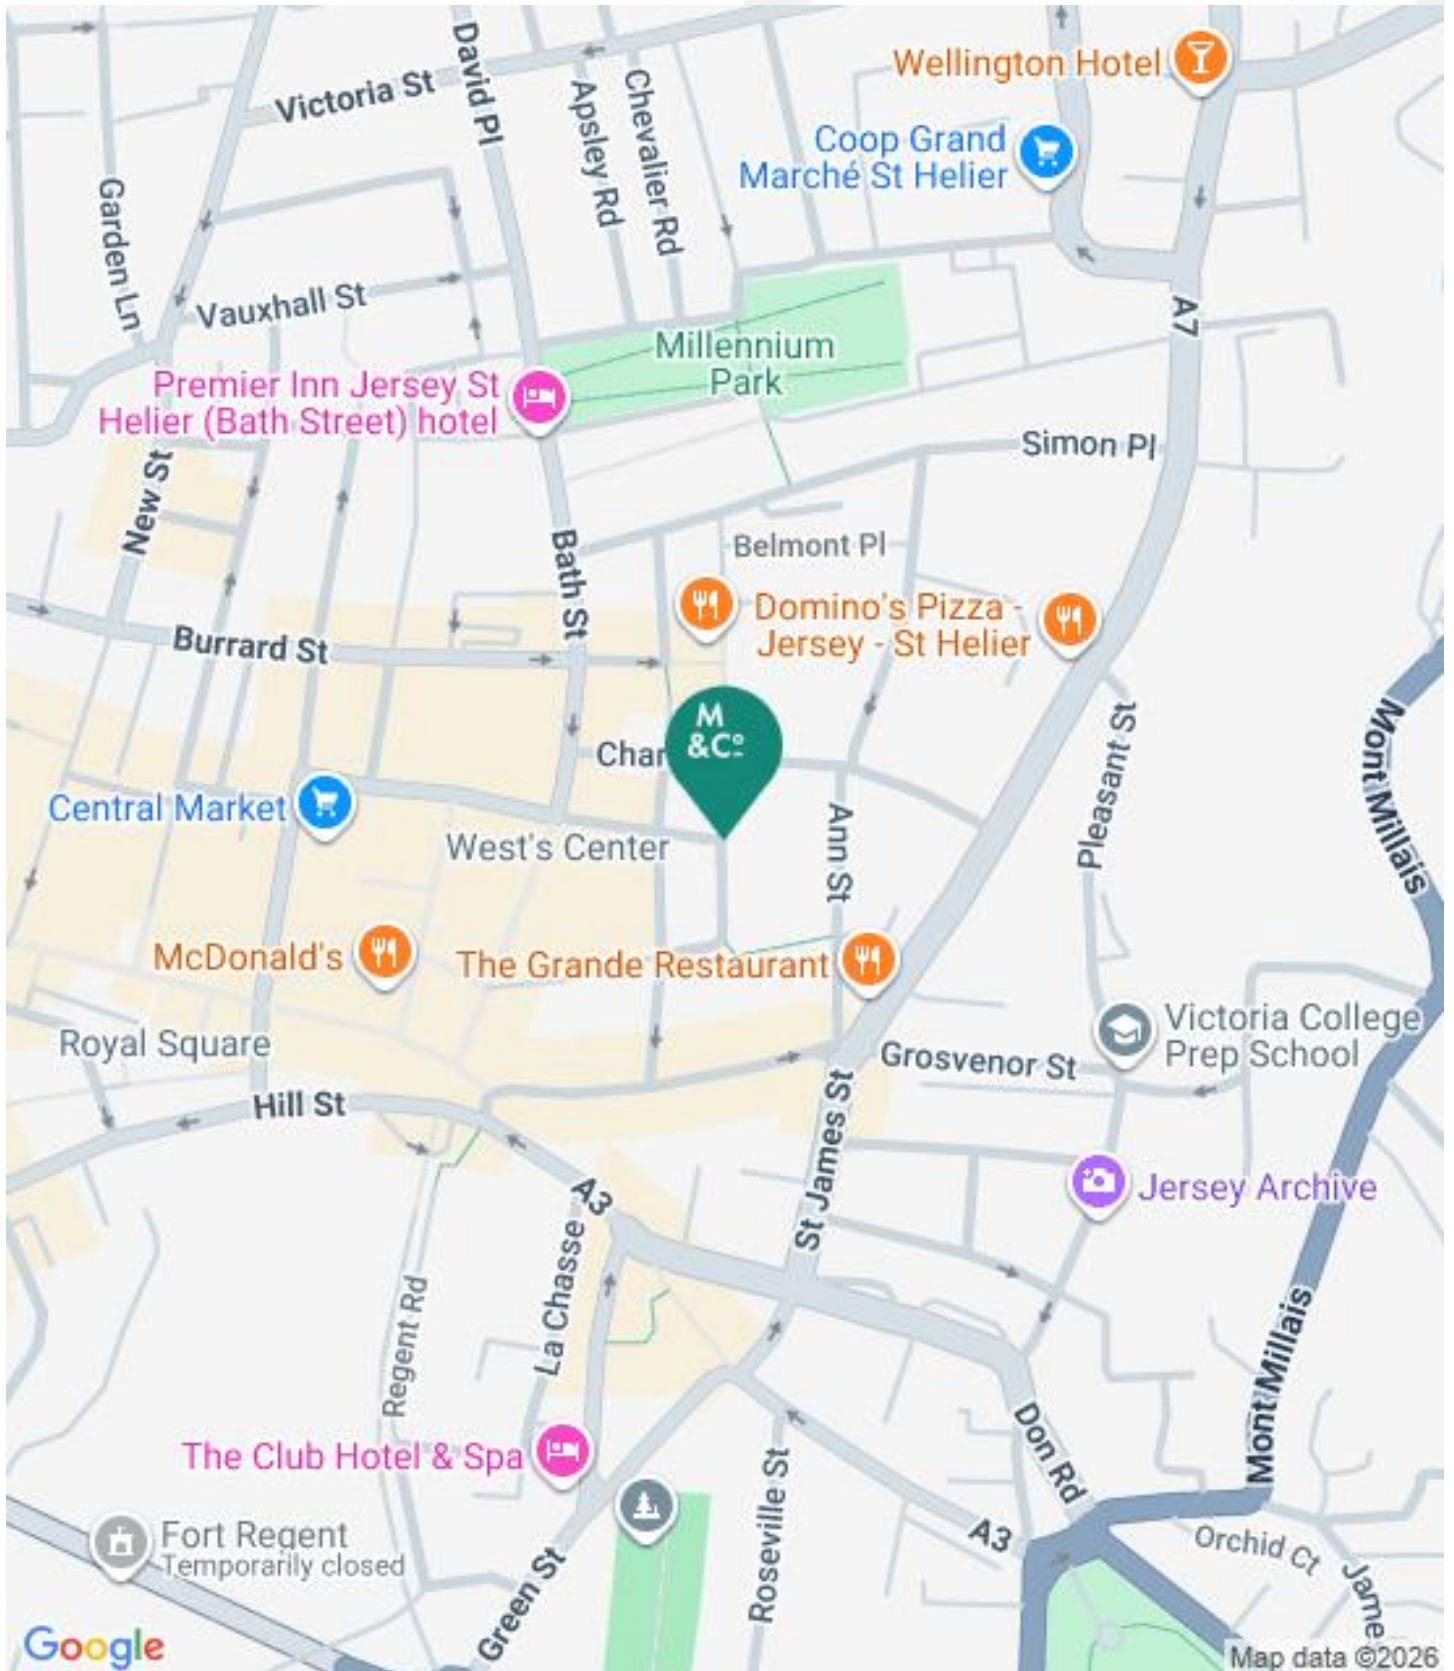 David Pl
Victoria St
Apsley Rd
Chevalier Rd
Wellington Hotel
Coop Grand
Marché St Helier
Garden Ln
Vauxhall St
A7
Millennium
Park
Premier Inn Jersey St
Helier (Bath Street) hotel
Simon Pl
New St
Bath St
Belmont Pl
Domino's Pizza -
Jersey - St Helier
Burrard St
M
&Co
Char
Pleasant St
Mont Millais
Central Market
West's Center
Ann St
McDonald's
The Grande Restaurant
Royal Square
Victoria College
Prep School
Grosvenor St
Hill St
St James St
A3
Jersey Archive
La Chasse
Regent Rd
Mont Millais
The Club Hotel & Spa
Don Rd
Roseville St
Fort Regent
Temporarily closed
A3
Orchid Ct
Green St
Jame
Google
Map data ©2026